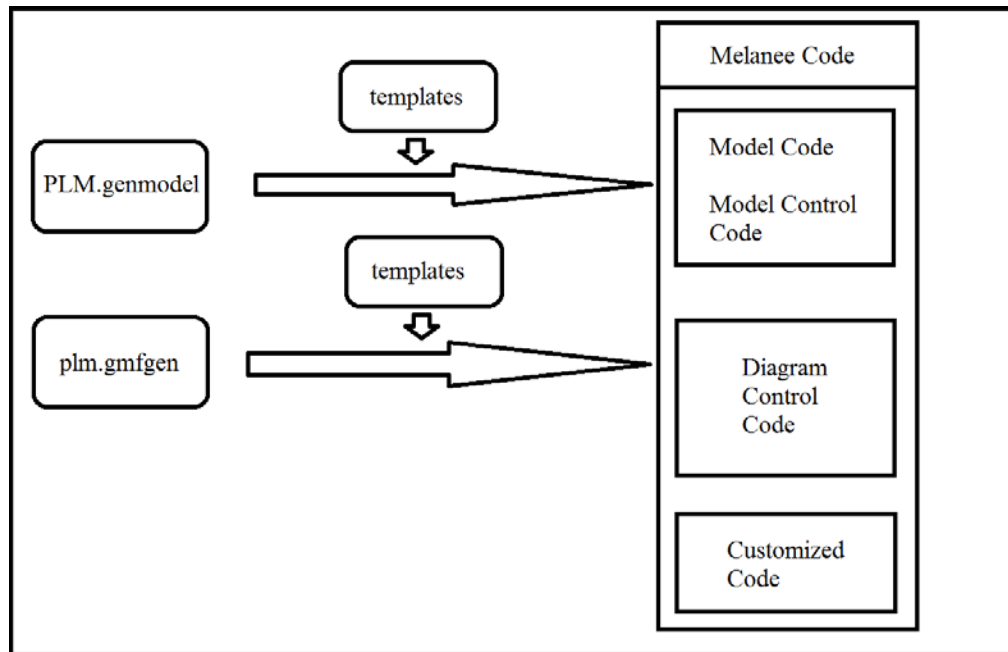 Melanee Code
templates
PLM.genmodel
Model Code
Model Control
Code
templates
plm.gmfgen
Diagram
Control
Code
Customized
Code